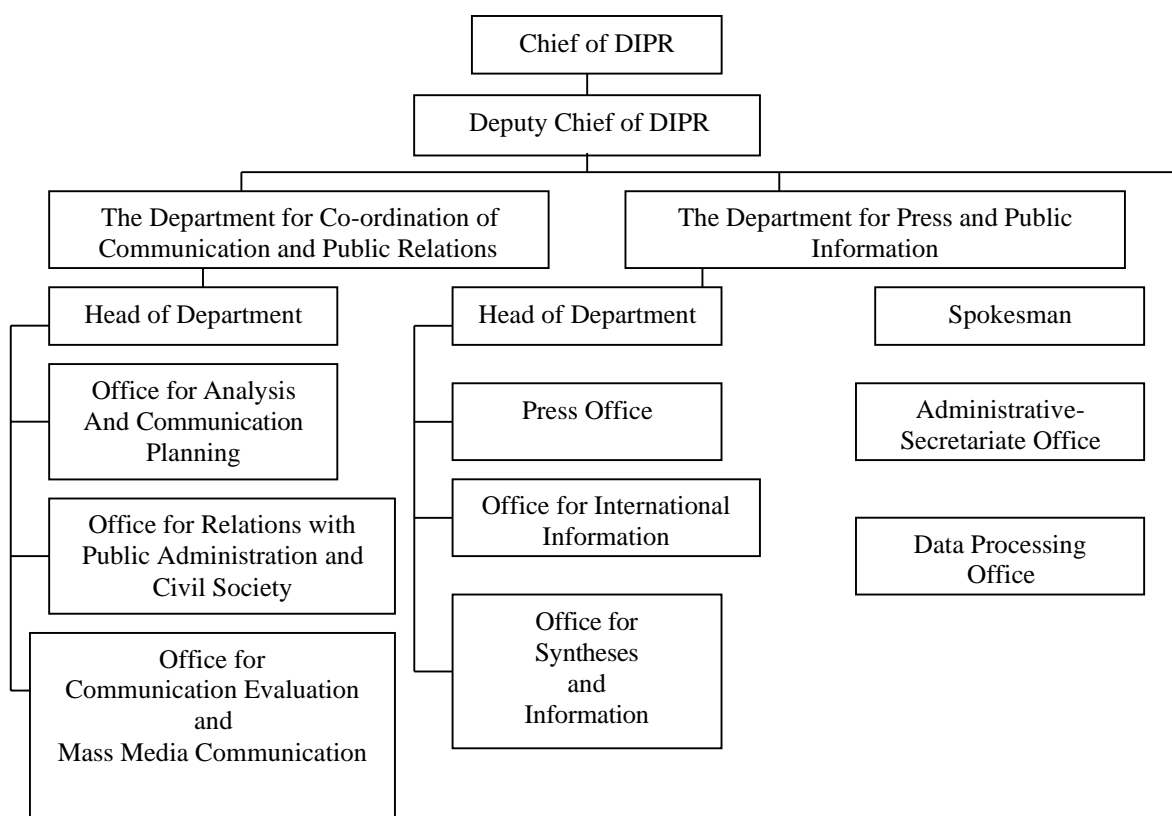 Chief of DIPR
Deputy Chief of DIPR
The Department for Co-ordination of
Communication and Public Relations
The Department for Press and Public
Information
Head of Department
Head of Department
Spokesman
Office for Analysis
And Communication
Planning
Press Office
Administrative-
Secretariate Office
Office for Relations with
Public Administration and
Civil Society
Office for International
Information
Data Processing
Office
Office for
Communication Evaluation
and
Mass Media Communication
Office for
Syntheses
and
Information